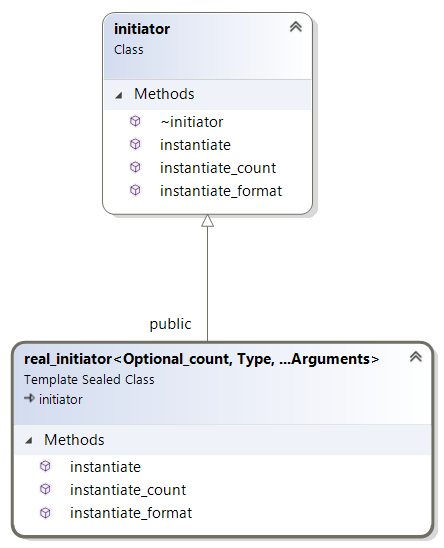 initiator
Class
Methods
~initiator
instantiate
instantiate_count
instantiate_format
public
real_initiator<Optional_count, Type, ...Arguments>
Template Sealed Class
initiator
Methods
instantiate
instantiate_count
instantiate_format